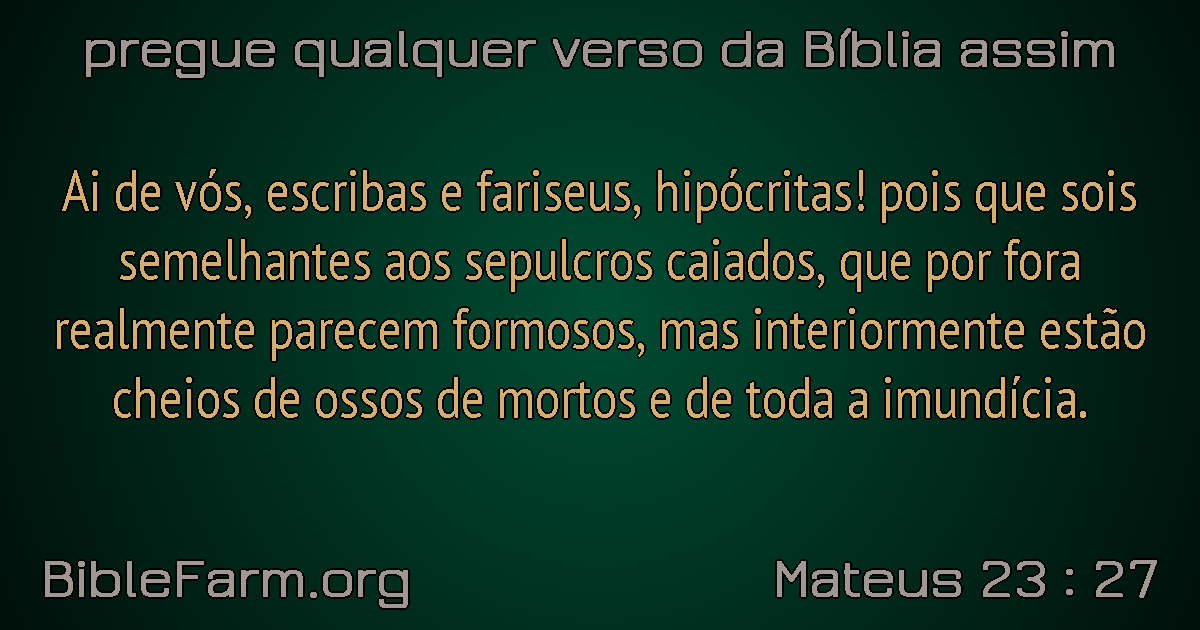 pregue qualquer verso da Bíblia assim
Ai de vós, escribas e fariseus, hipócritas! pois que sois
semelhantes aos sepulcros caiados, que por fora
realmente parecem formosos, mas interiormente estão
cheios de ossos de mortos e de toda a imundícia.
BibleFarm.org
Mateus 23 : 27